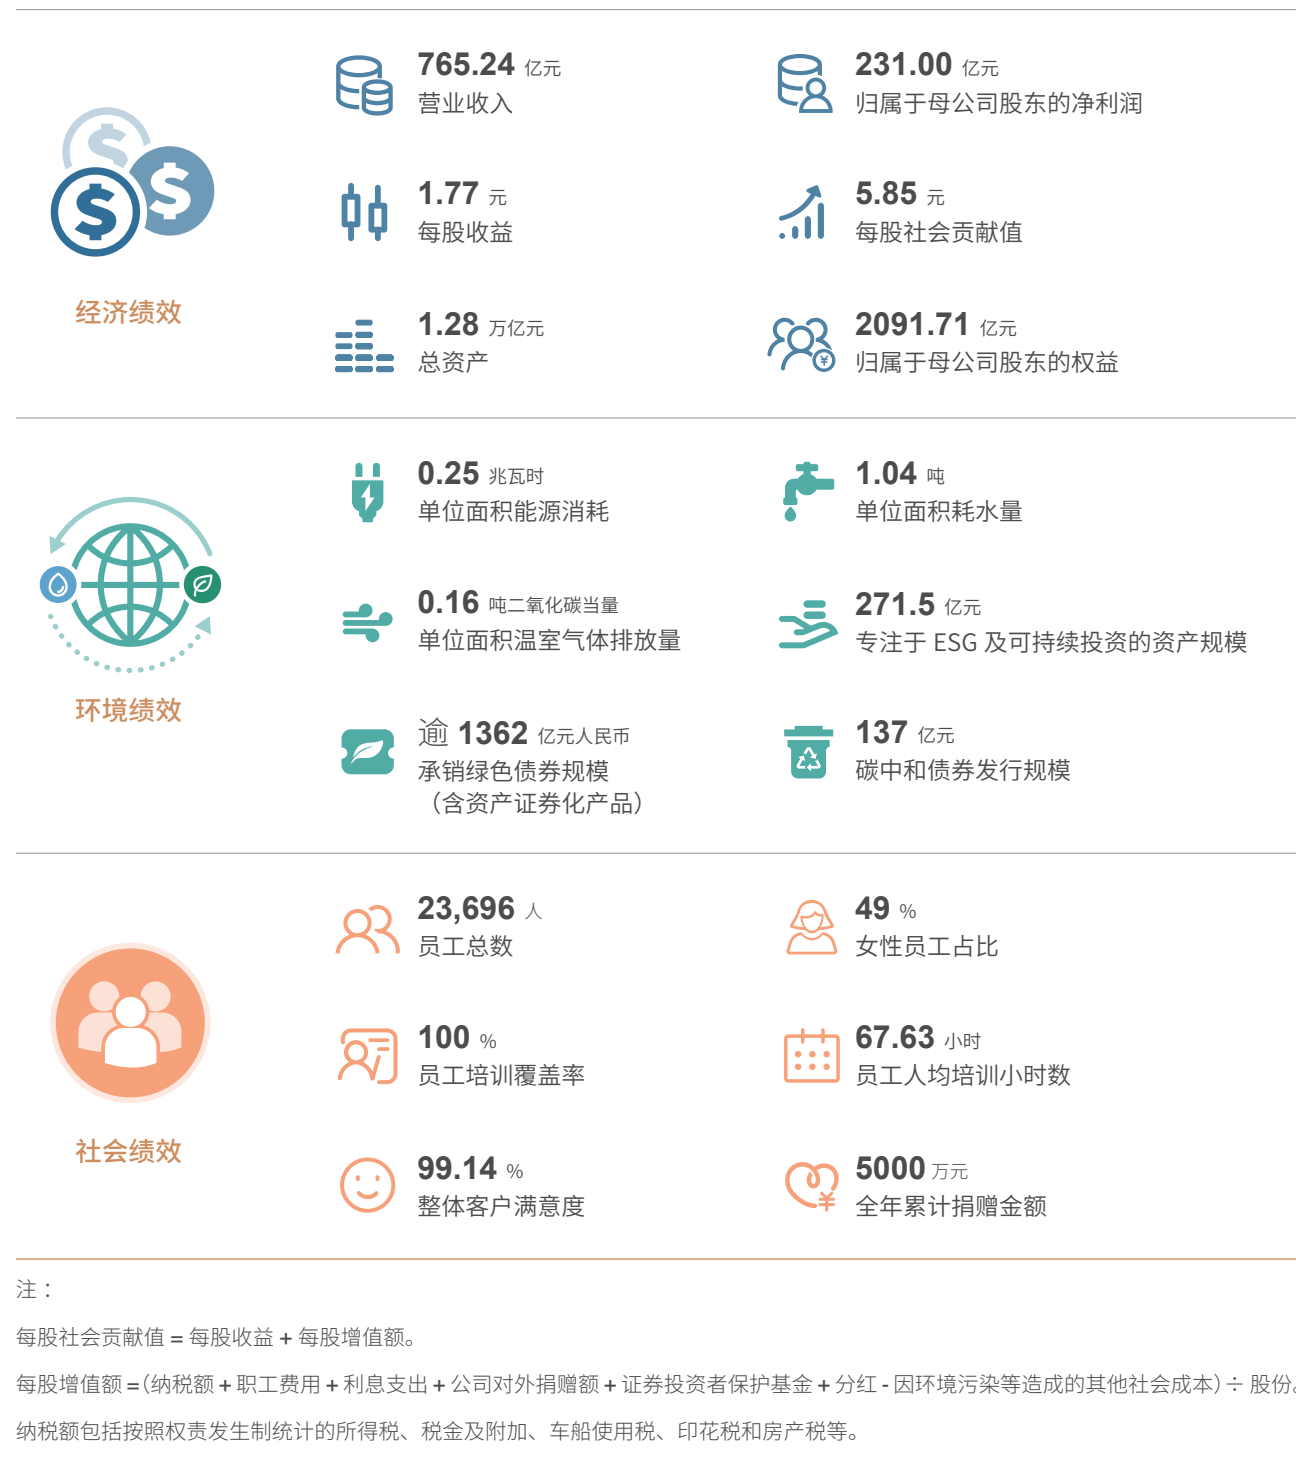 765.24 亿元
营业收入
231.00 亿元
归属于母公司股东的净利润
1.77 元
每股收益
5.85 元
每股社会贡献值
经济绩效
1.28 万亿元
总资产
2091.71 亿元
归属于母公司股东的权益
0.25 兆瓦时
单位面积能源消耗
1.04 吨
单位面积耗水量
0.16 吨二氧化碳当量
单位面积温室气体排放量
271.5 亿元
专注于 ESG 及可持续投资的资产规模
环境绩效
逾 1362 亿元人民币
承销绿色债券规模
（含资产证券化产品）
137 亿元
碳中和债券发行规模
23,696 人
员工总数
49 %
女性员工占比
100 %
员工培训覆盖率
67.63 小时
员工人均培训小时数
社会绩效
99.14 %
整体客户满意度
5000 万元
全年累计捐赠金额
注：
每股社会贡献值 = 每股收益 + 每股增值额。
每股增值额 =（纳税额 + 职工费用 + 利息支出 + 公司对外捐赠额 + 证券投资者保护基金 + 分红 - 因环境污染等造成的其他社会成本）÷ 股份。
纳税额包括按照权责发生制统计的所得税、税金及附加、车船使用税、印花税和房产税等。